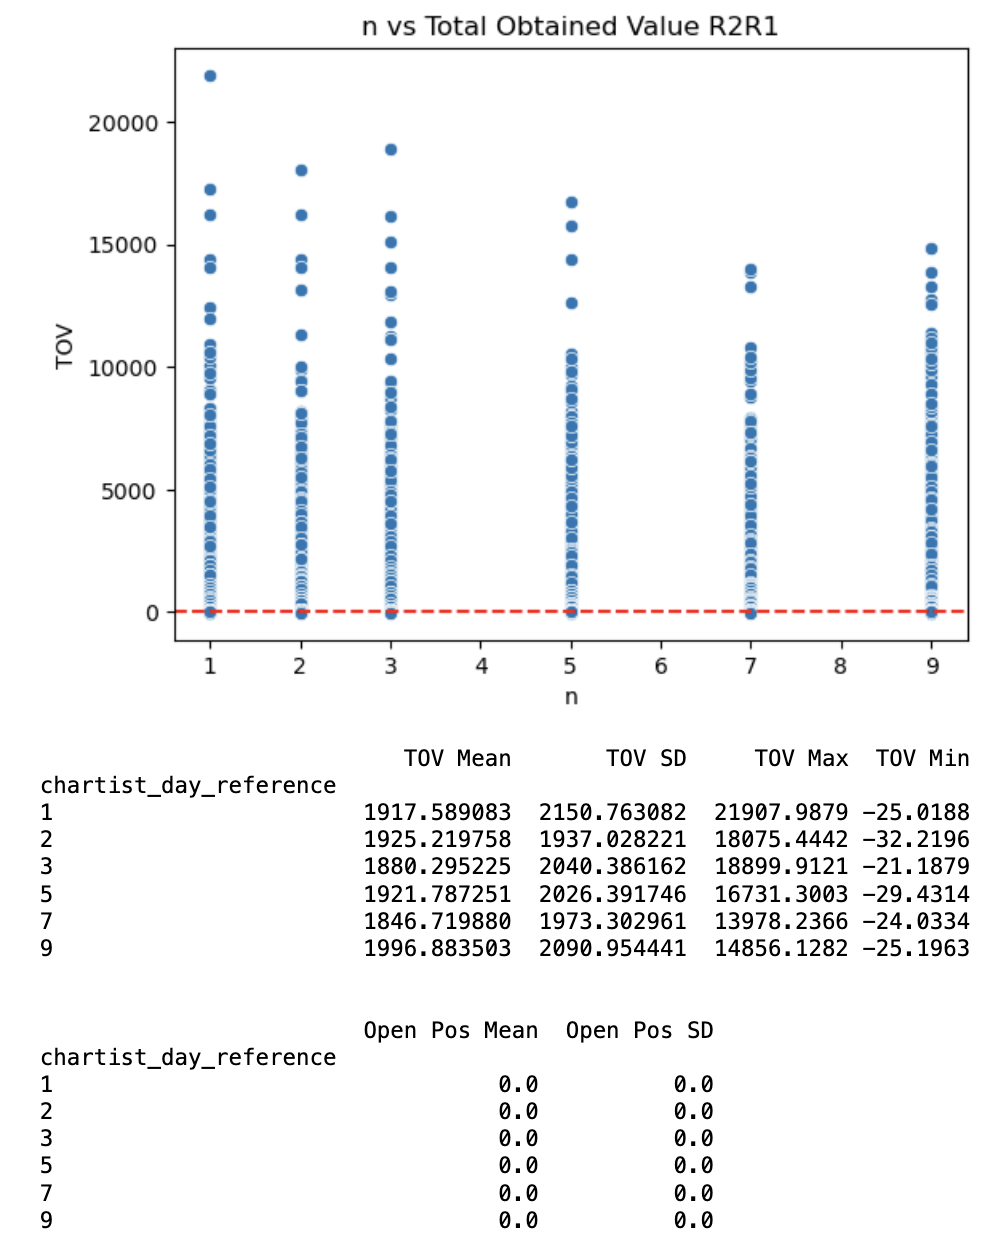 n vs Total Obtained Value R2R1
20000
15000
10000
5000
0
TOV
1 2 3 4 5 6 7 8 9
n
TOV Mean TOV SD TOV Max TOV Min
chartist_day_reference
1 1917.589083 2150.763082 21907.9879 -25.0188
2 1925.219758 1937.028221 18075.4442 -32.2196
3 1880.295225 2040.386162 18899.9121 -21.1879
5 1921.787251 2026.391746 16731.3003 -29.4314
7 1846.719880 1973.302961 13978.2366 -24.0334
9 1996.883503 2090.954441 14856.1282 -25.1963
Open Pos Mean Open Pos SD
chartist_day_reference
1 0.0 0.0
2 0.0 0.0
3 0.0 0.0
5 0.0 0.0
7 0.0 0.0
9 0.0 0.0